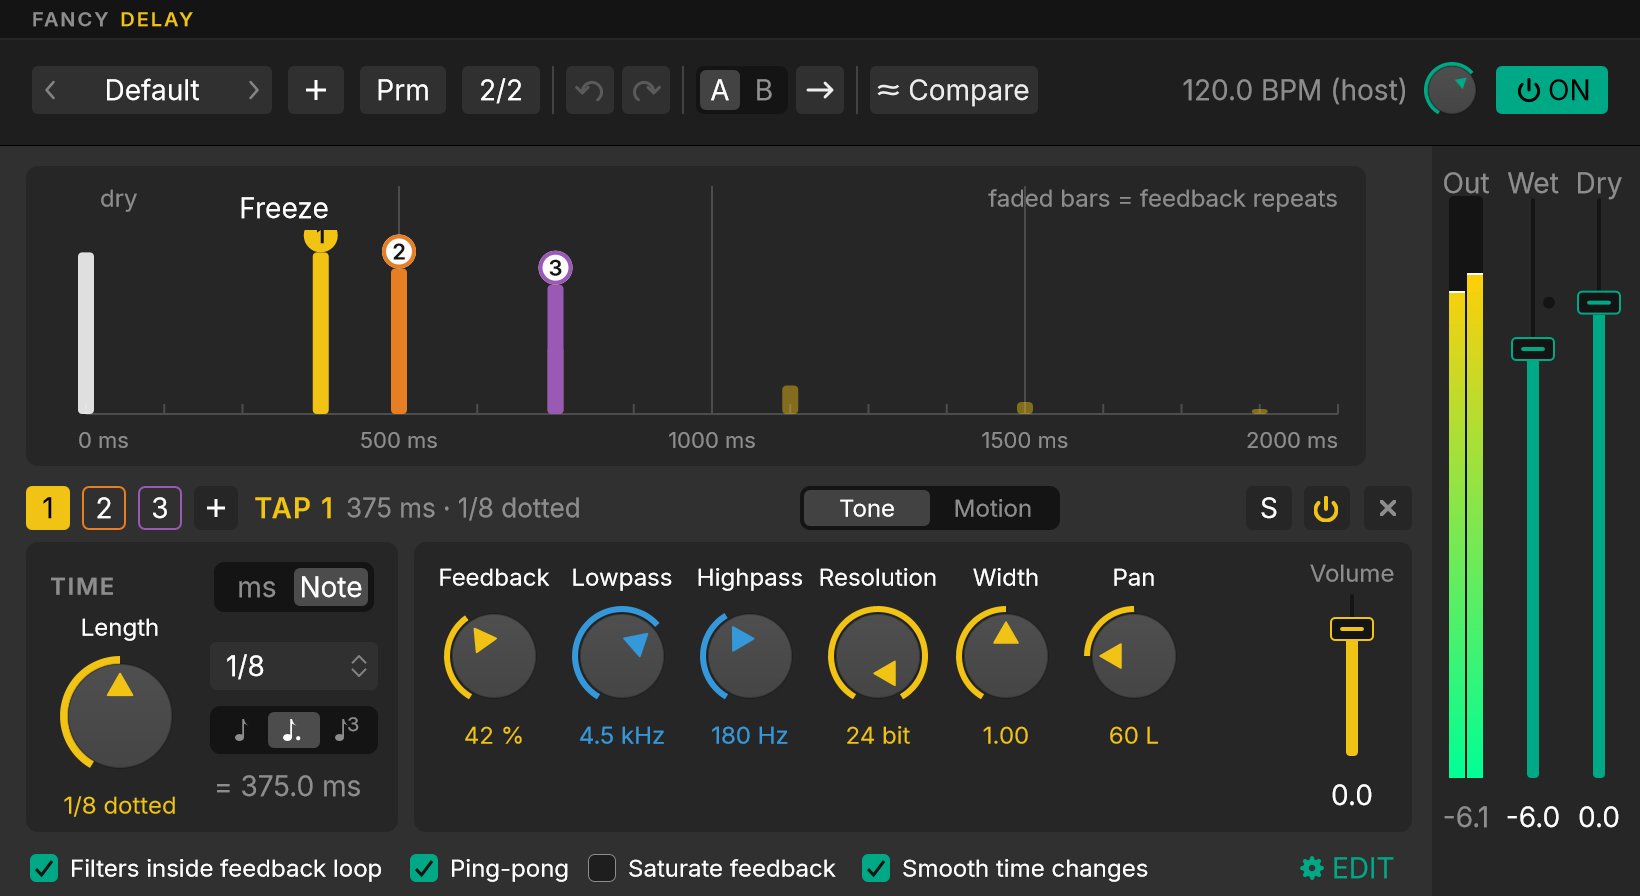 FANCY DELAY
Default + Prm 2/2 A B → ≈ Compare 120.0 BPM (host) ON
dry
Freeze
faded bars = feedback repeats
1 2 3
0 ms 500 ms 1000 ms 1500 ms 2000 ms
Out Wet Dry
1 2 3 + TAP 1 375 ms · 1/8 dotted Tone Motion S ×
TIME ms Note
Length
1/8
3
= 375.0 ms
1/8 dotted
Feedback Lowpass Highpass Resolution Width Pan Volume
42 % 4.5 kHz 180 Hz 24 bit 1.00 60 L
0.0
-6.1 -6.0 0.0
Filters inside feedback loop Ping-pong Saturate feedback Smooth time changes EDIT